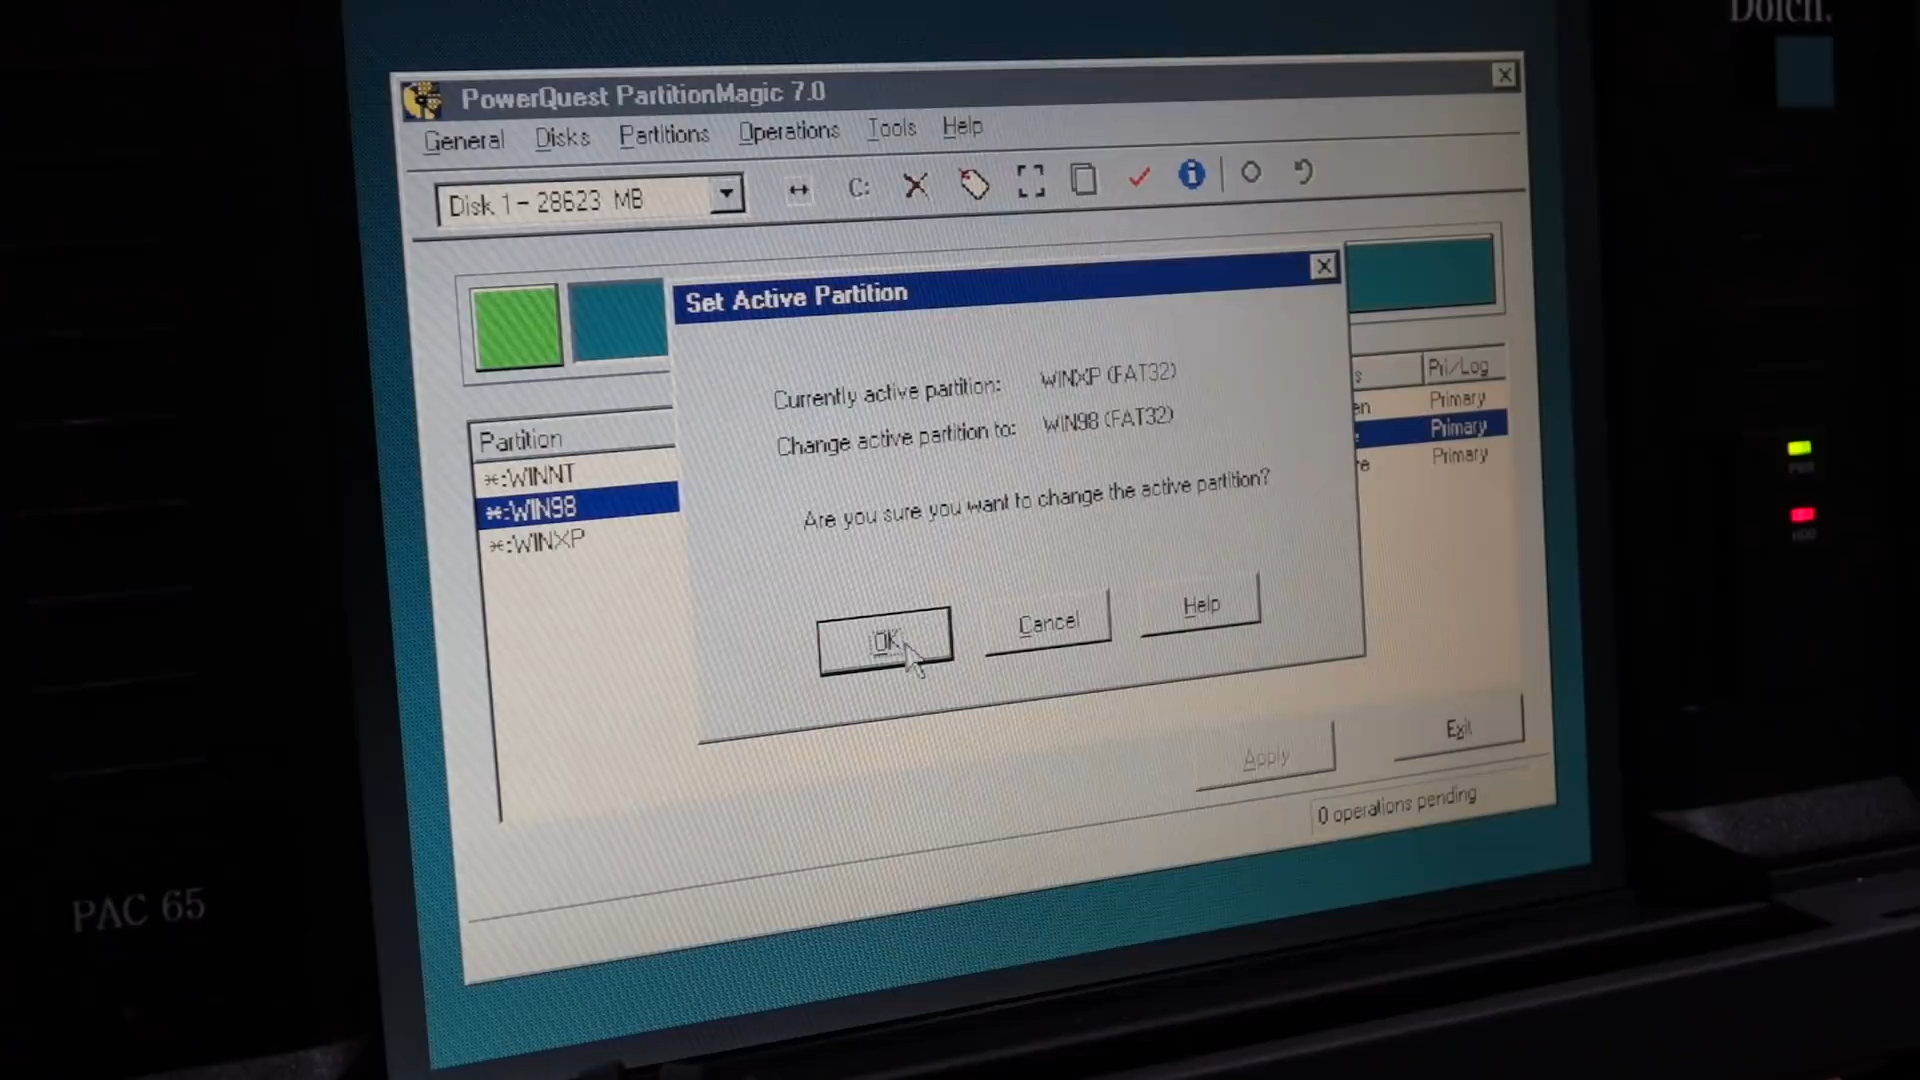 Dolch.
PowerQuest PartitionMagic 7.0
General Disks Partitions Operations Tools Help
Disk 1 - 28623 MB
C:
Set Active Partition
Currently active partition: WINXP (FAT32)
Change active partition to: WIN98 (FAT32)
Are you sure you want to change the active partition?
OK Cancel Help
Partition
Pri/Log
*:WINNT
Primary
*:WIN98
Primary
*:WINXP
Primary
Apply
Exit
0 operations pending
HDD
PAC 65